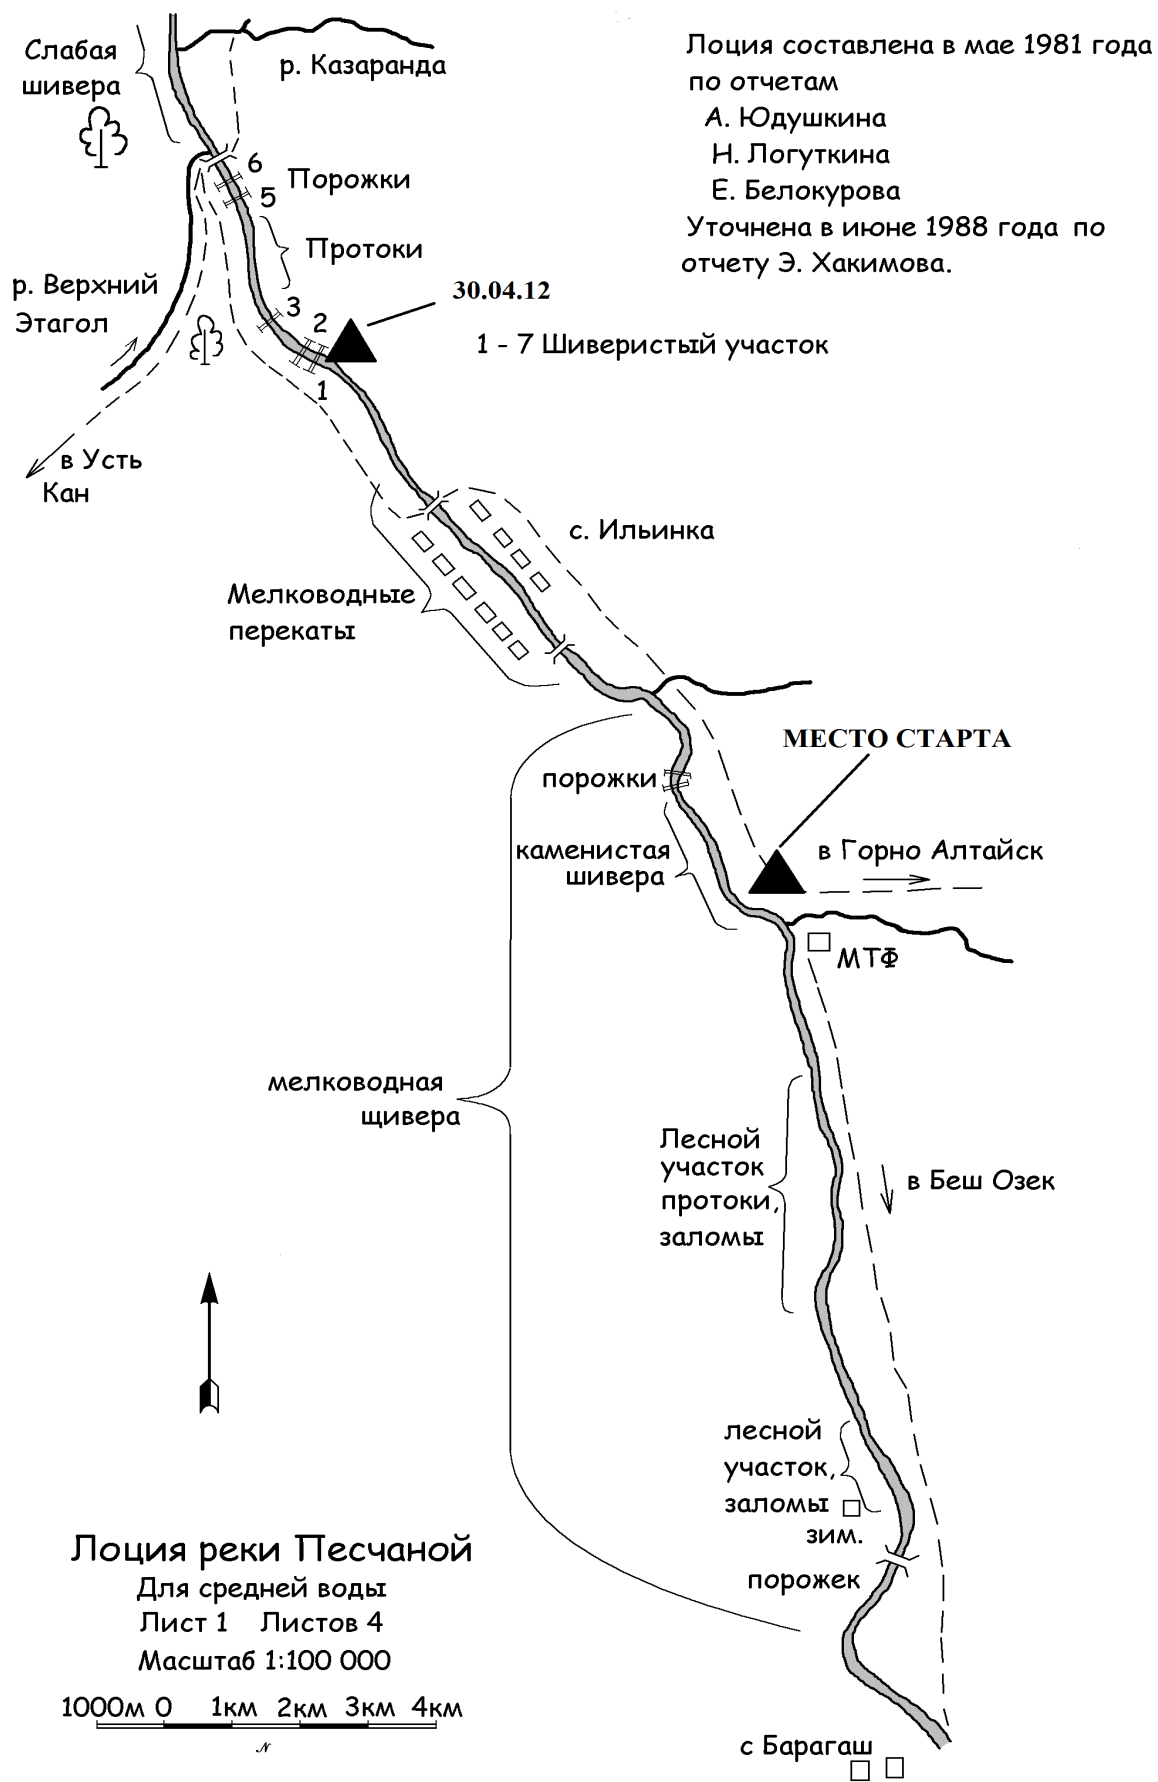 Слабая
шивера
р. Казаранда
Лоция составлена в мае 1981 года
по отчетам
А. Юдушкина
Н. Логуткина
Е. Белокурова
Уточнена в июне 1988 года по
отчету Э. Хакимова.
6
Порожки
5
Протоки
р. Верхний
Этагол
30.04.12
3
2
1
1 - 7 Шиверистый участок
в Усть
Кан
с. Ильинка
Мелководные
перекаты
МЕСТО СТАРТА
порожки
каменистая
шивера
в Горно Алтайск
МТФ
мелководная
щивера
Лесной
участок
протоки,
заломы
в Беш Озек
лесной
участок,
заломы
зим.
порожек
Лоция реки Песчаной
Для средней воды
Лист 1 Листов 4
Масштаб 1:100 000
1000м 0 1км 2км 3км 4км
N
с Барагаш